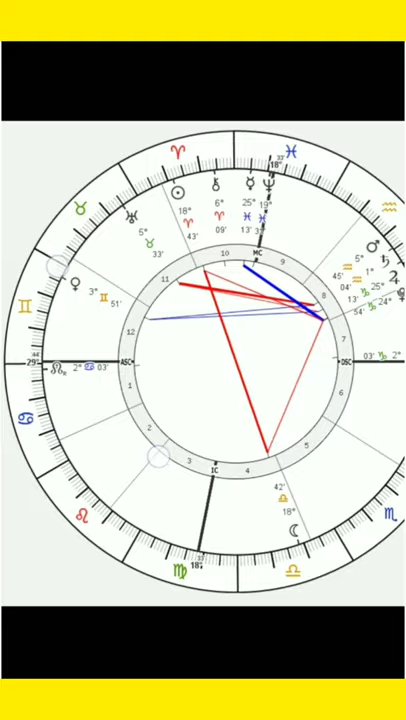 ♈ ♓
18° 33'
☉ ⚷ ☿ ♆
♉ 6° 25° 19° ♒
18° ♈ ♓ ♓
♅ ♈ 09' 13'
5° 43'
♉
33'
♂ ♄ ♃
5° ♒ 1° ♒
45' 04' 25° ♑
13' 24° ♑
54'
10 MC 9
♀ 3° ♊ 51' 11 8
♊ 7
12
44' 29° ☊ R 2° ♋ 03' ASC DSC 03' ♑ 2°
♋ 1 6
2 5
3 IC 4
42'
♎
18°
♌ ☾ ♏
33'
♍ 18° ♎